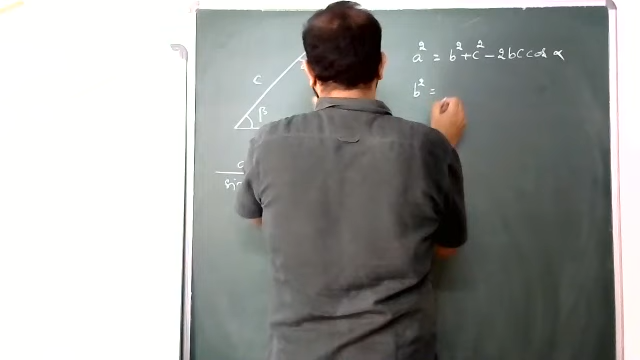 a² = b² + c² - 2bc cos α
b² =
c
β